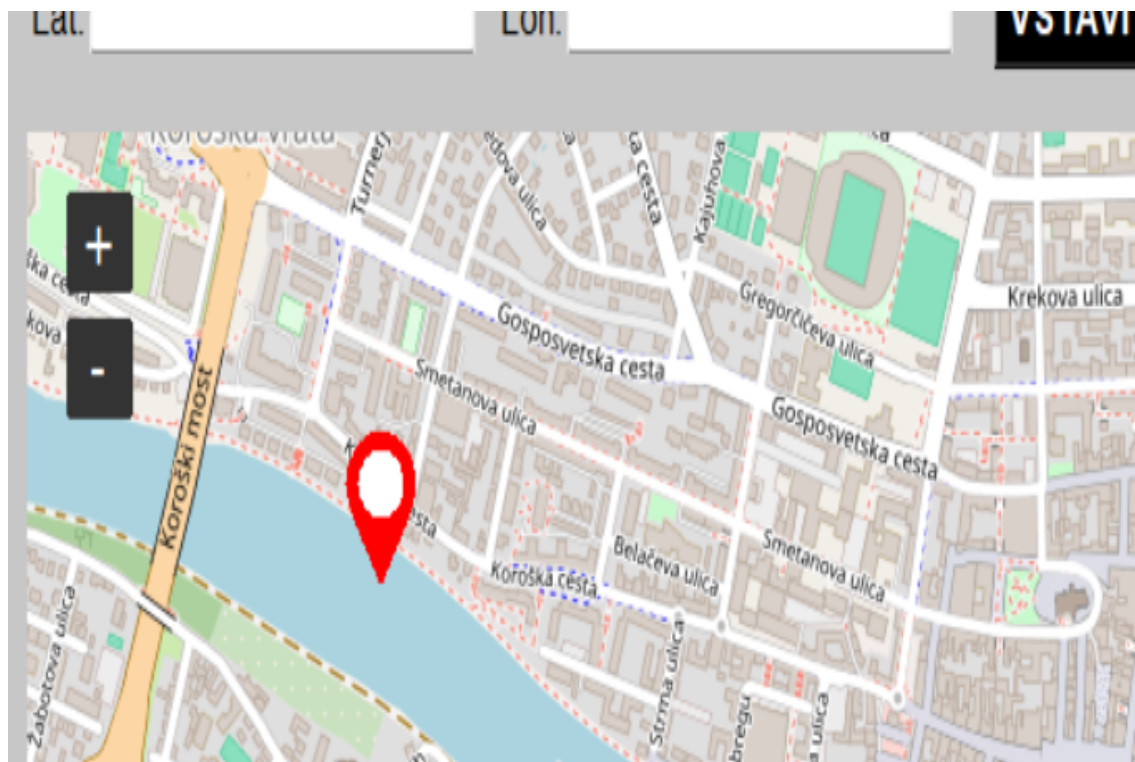 Lat.
Lon.
VSTAVI
Koroška vrata
Kajuhova
Krekova ulica
Gregorčičeva ulica
Gosposvetska cesta
Smetanova ulica
Gosposvetska cesta
+
-
Koroški most
Smetanova ulica
Belačeva ulica
Koroška cesta
Strma ulica
Žabotova ulica